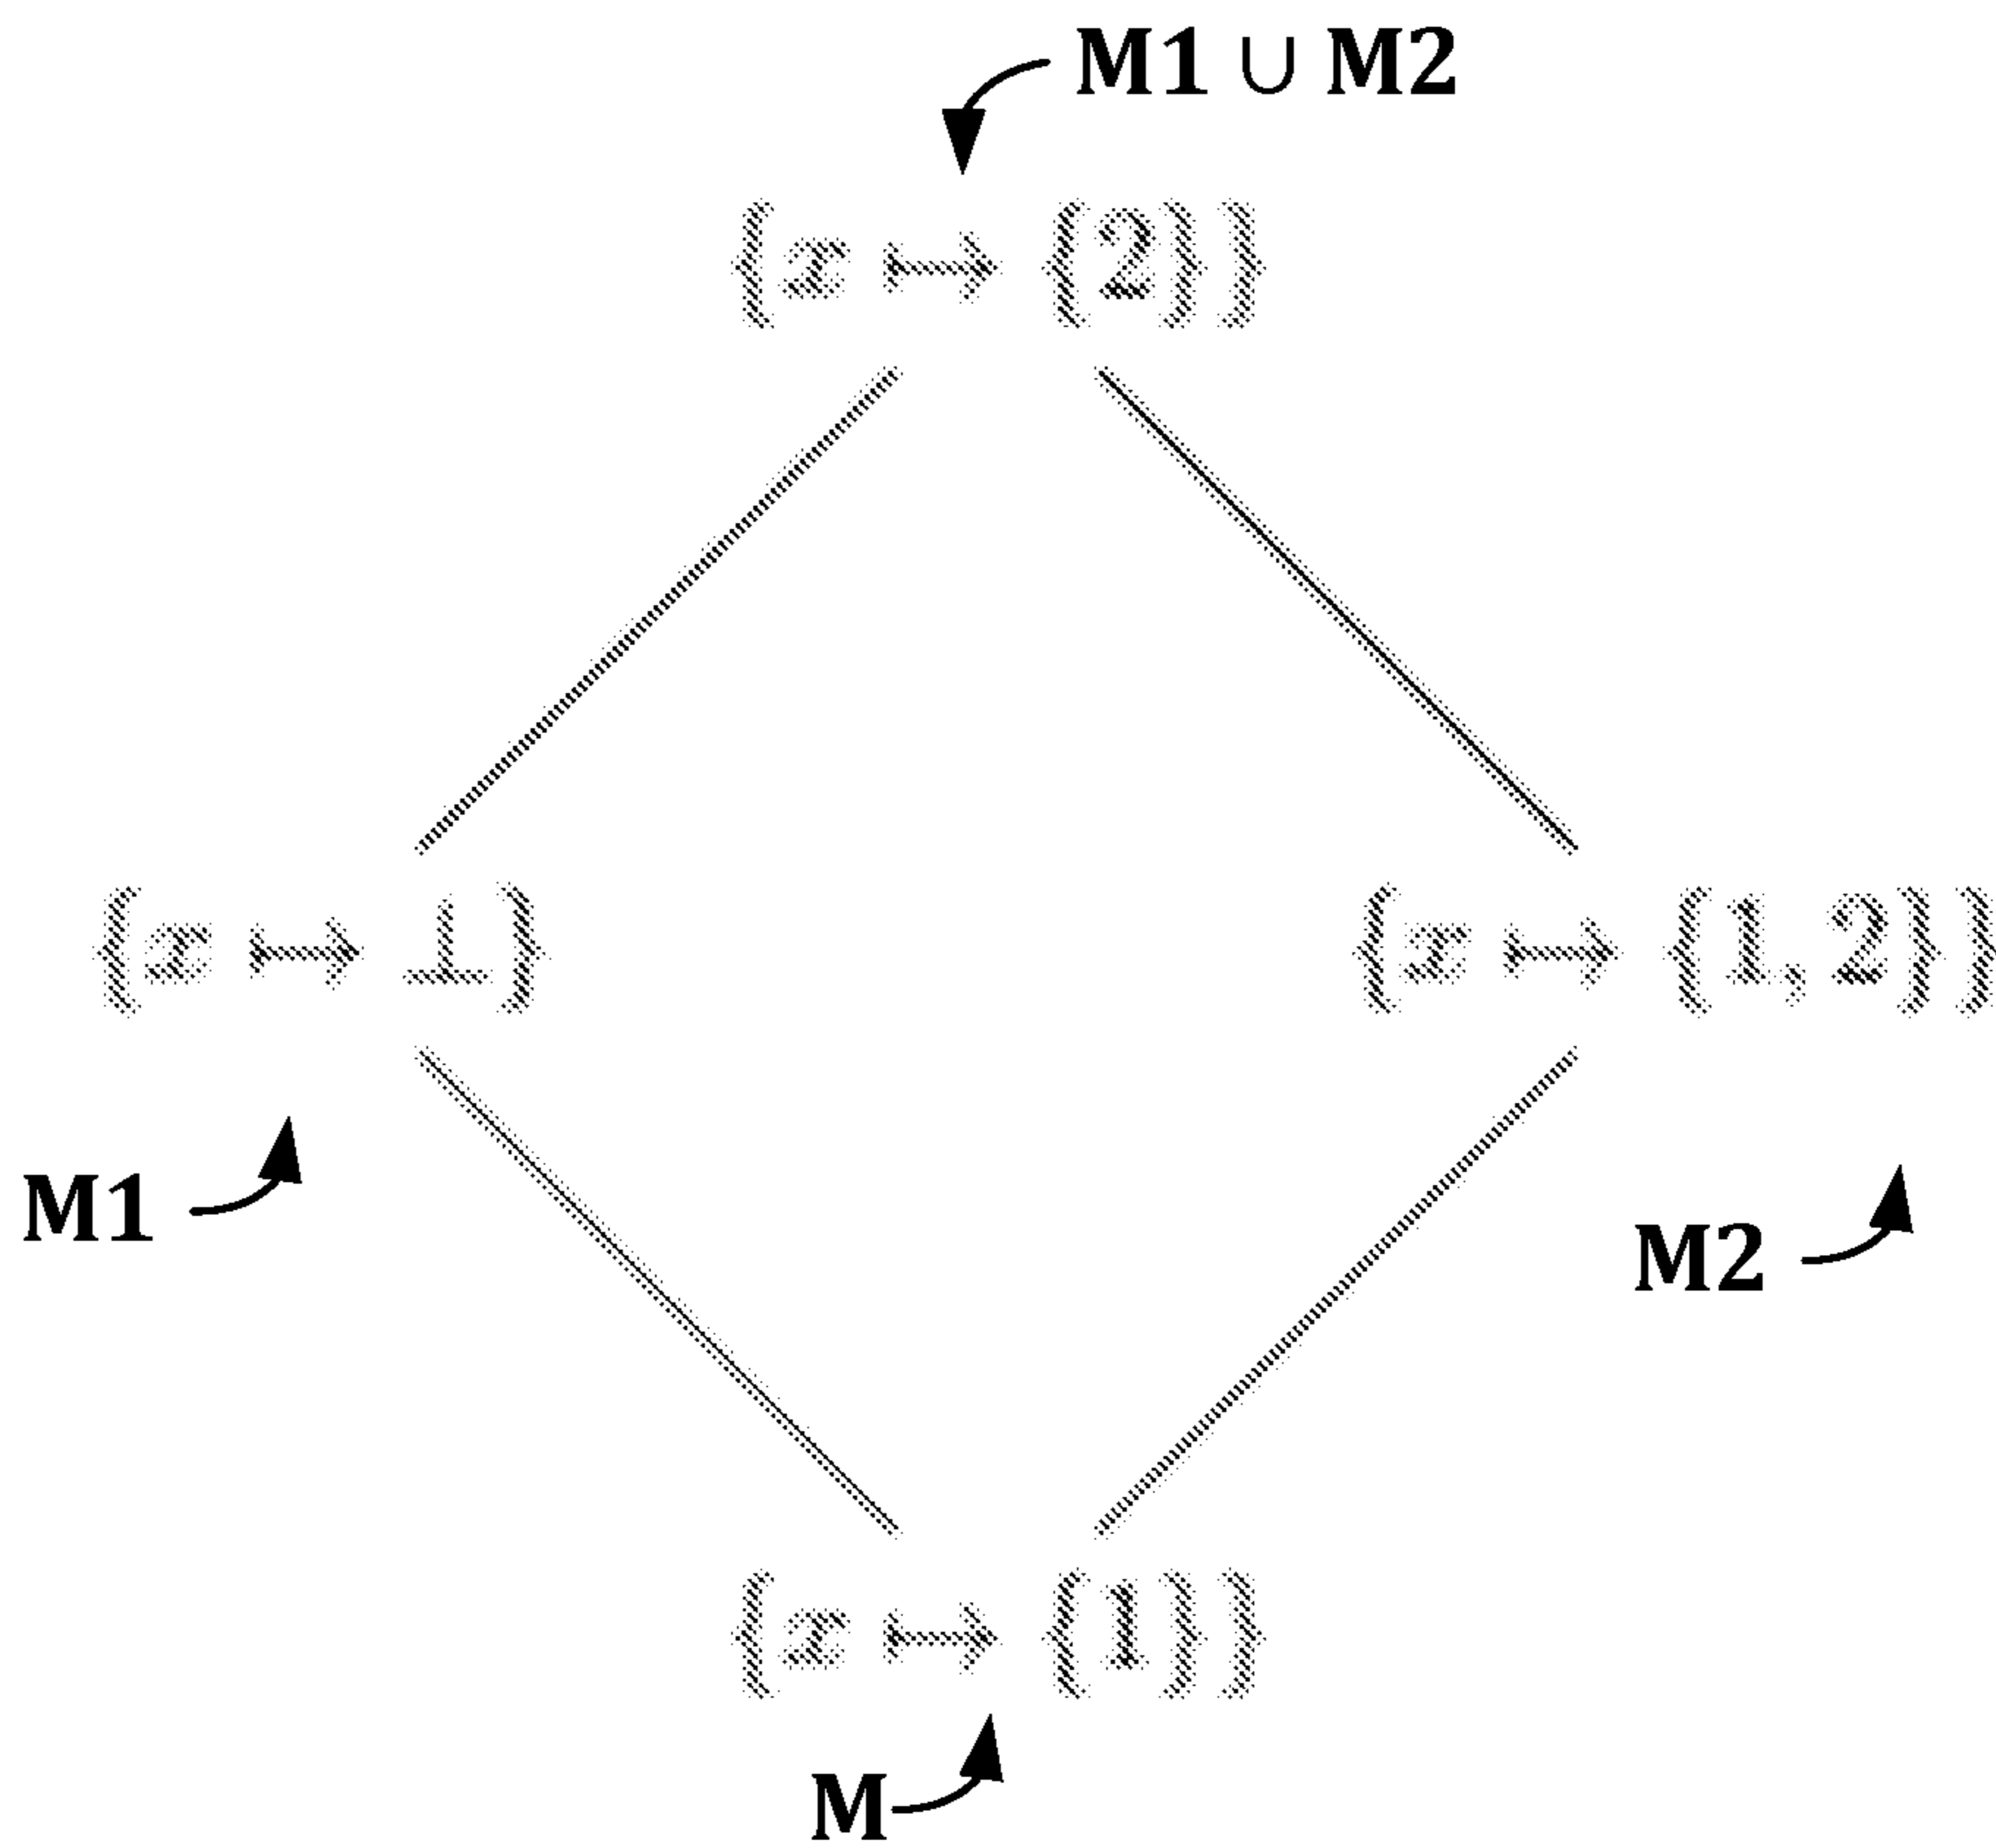 M1 ∪ M2
{x ↦ {2}}
{x ↦ ⊥}
{x ↦ {1, 2}}
M1
M2
{x ↦ {1}}
M